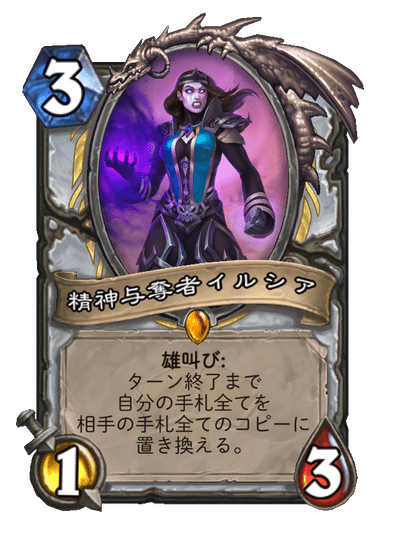 3
精神与奪者イルシア
雄叫び:
ターン終了まで
自分の手札全てを
相手の手札全てのコピーに
置き換える。
1
3